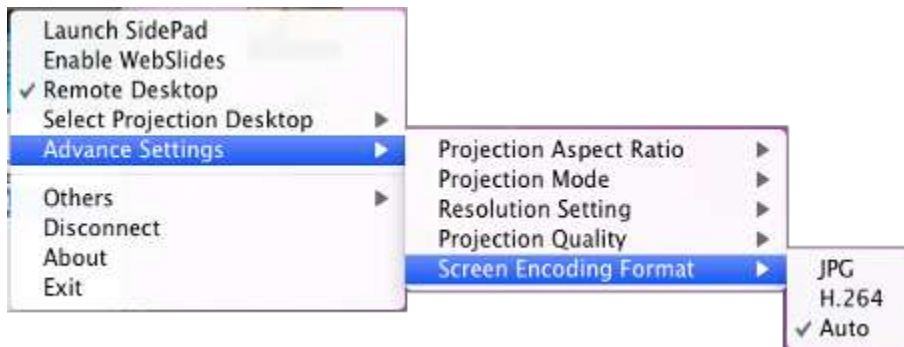 Launch SidePad
Enable WebSlides
✓ Remote Desktop
Select Projection Desktop
Advance Settings
Others
Disconnect
About
Exit
Projection Aspect Ratio
Projection Mode
Resolution Setting
Projection Quality
Screen Encoding Format
JPG
H.264
✓ Auto